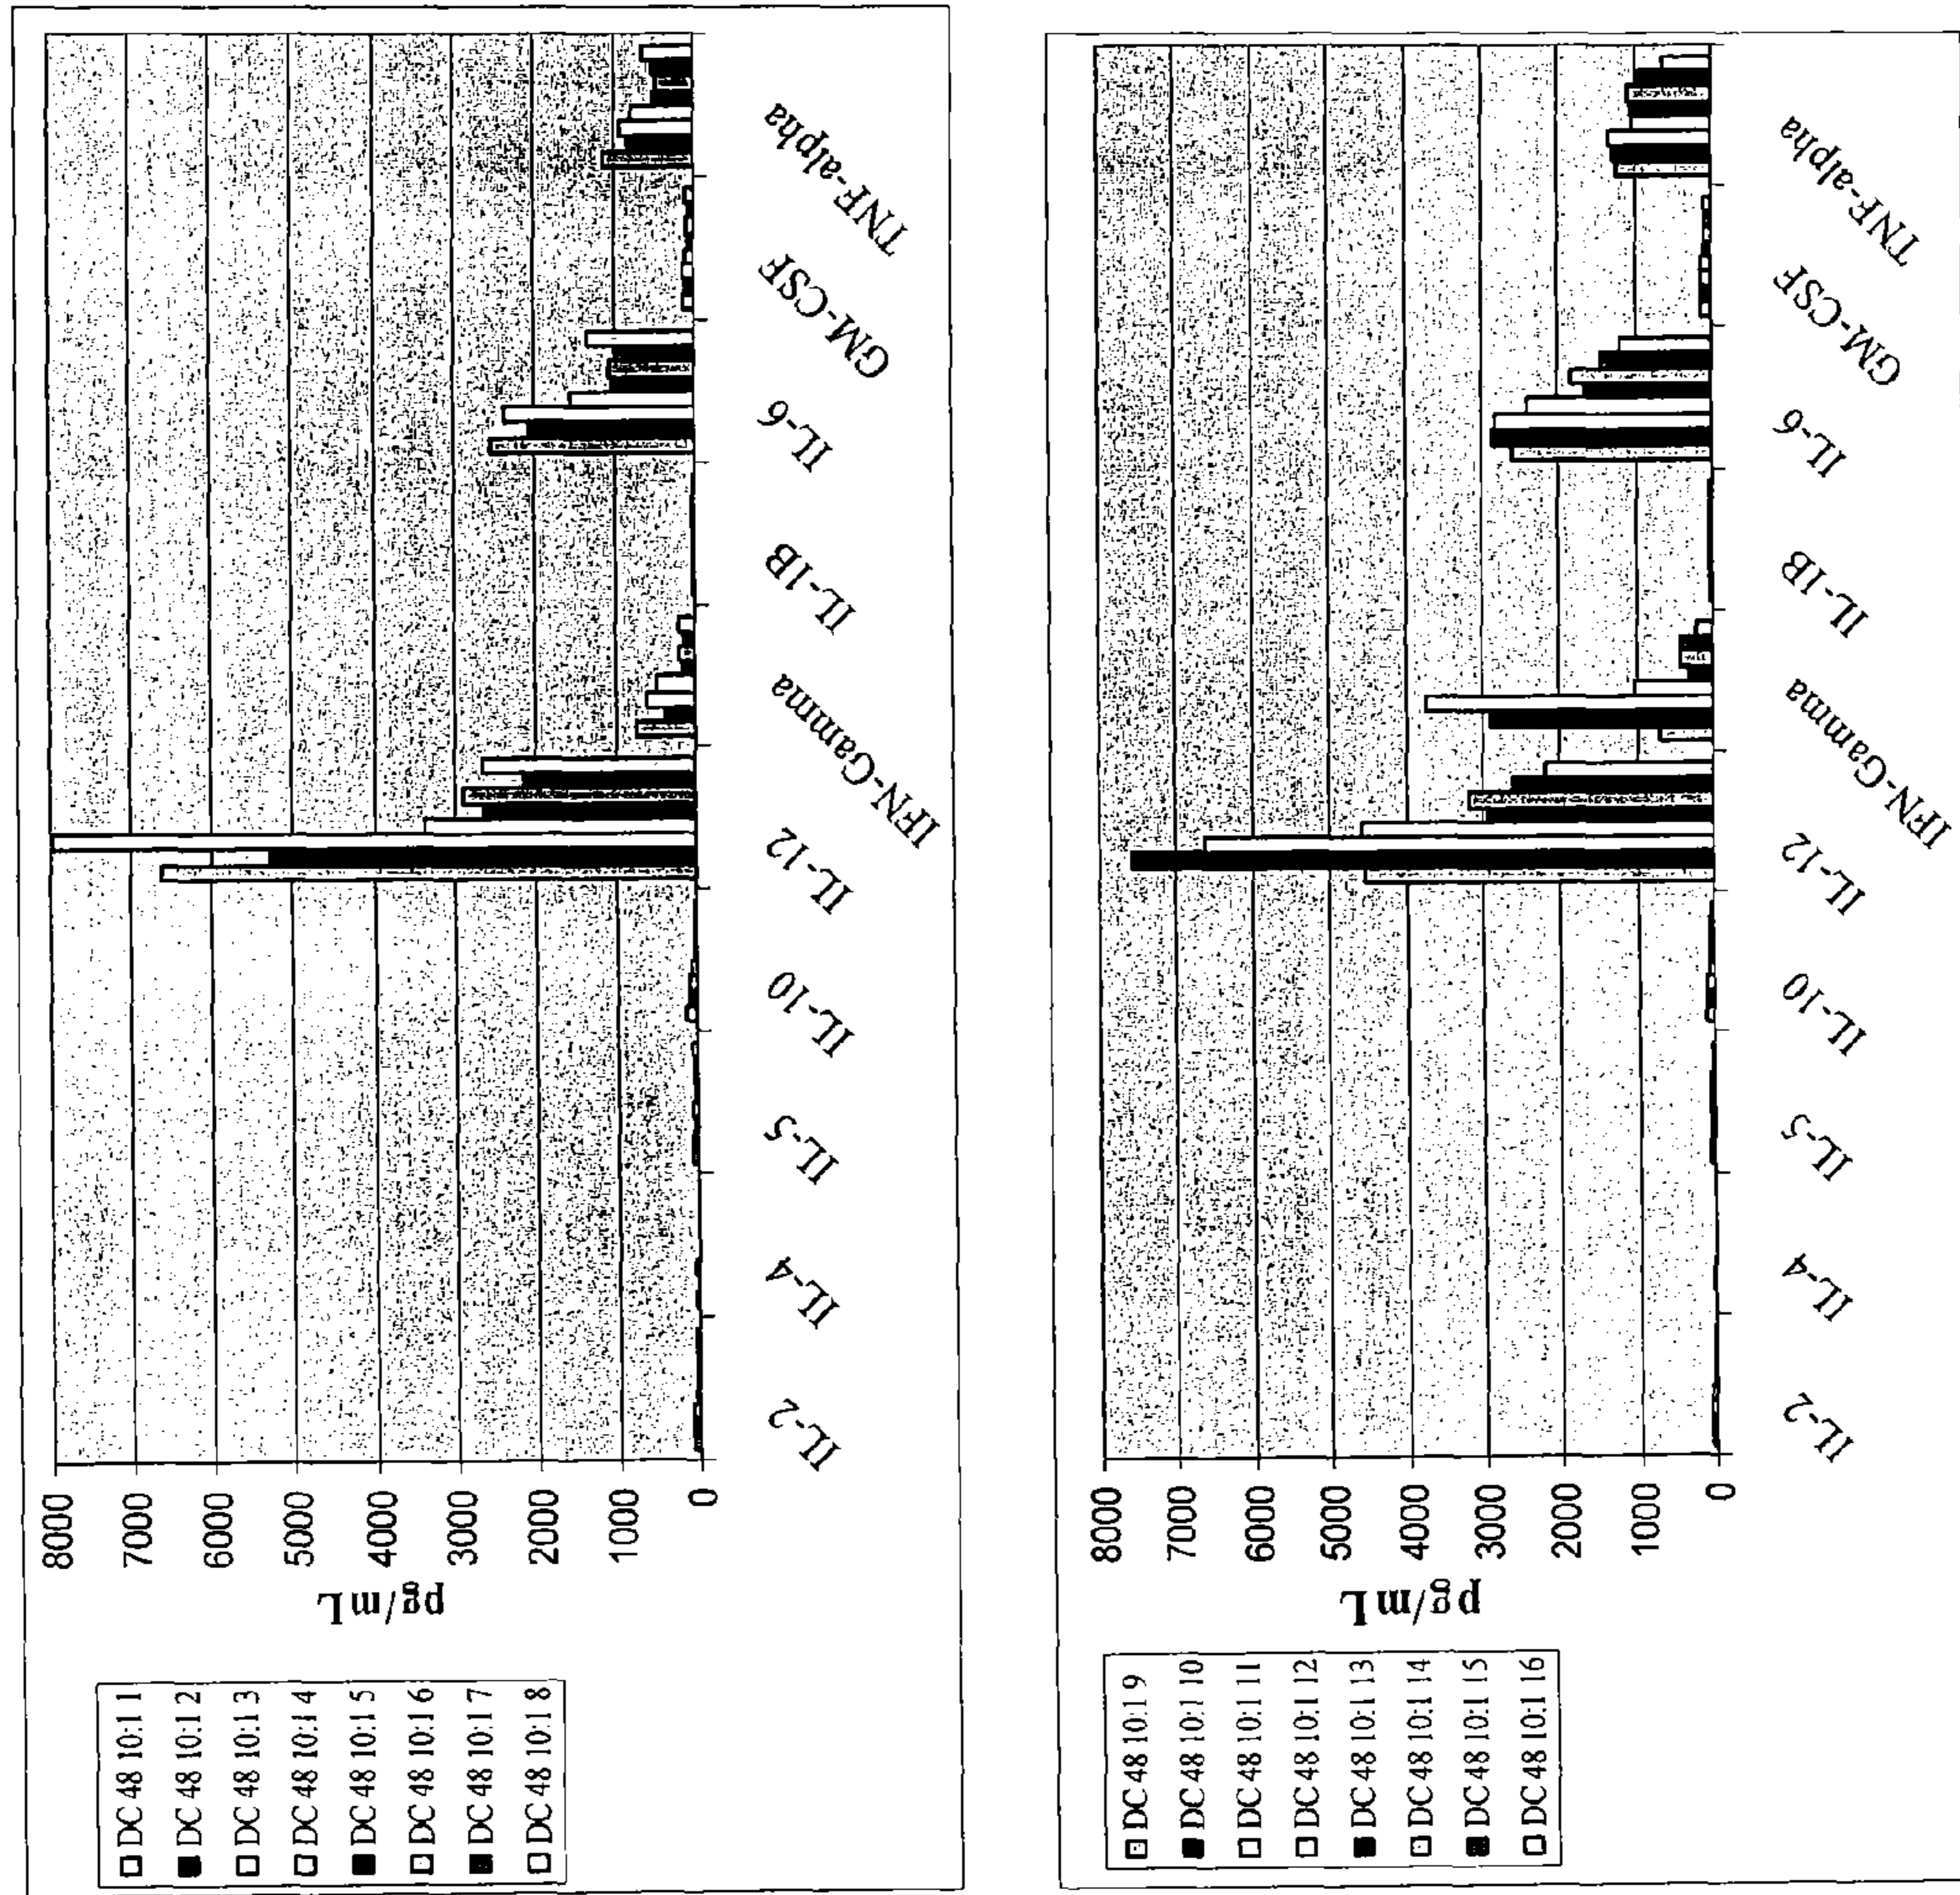 DC 48 10:1 1
DC 48 10:1 2
DC 48 10:1 3
DC 48 10:1 4
DC 48 10:1 5
DC 48 10:1 6
DC 48 10:1 7
DC 48 10:1 8
pg/mL
8000
7000
6000
5000
4000
3000
2000
1000
0
IL-2
IL-4
IL-5
IL-10
IL-12
IFN-Gamma
IL-1B
IL-6
GM-CSF
TNF-alpha
DC 48 10:1 9
DC 48 10:1 10
DC 48 10:1 11
DC 48 10:1 12
DC 48 10:1 13
DC 48 10:1 14
DC 48 10:1 15
DC 48 10:1 16
pg/mL
8000
7000
6000
5000
4000
3000
2000
1000
0
IL-2
IL-4
IL-5
IL-10
IL-12
IFN-Gamma
IL-1B
IL-6
GM-CSF
TNF-alpha